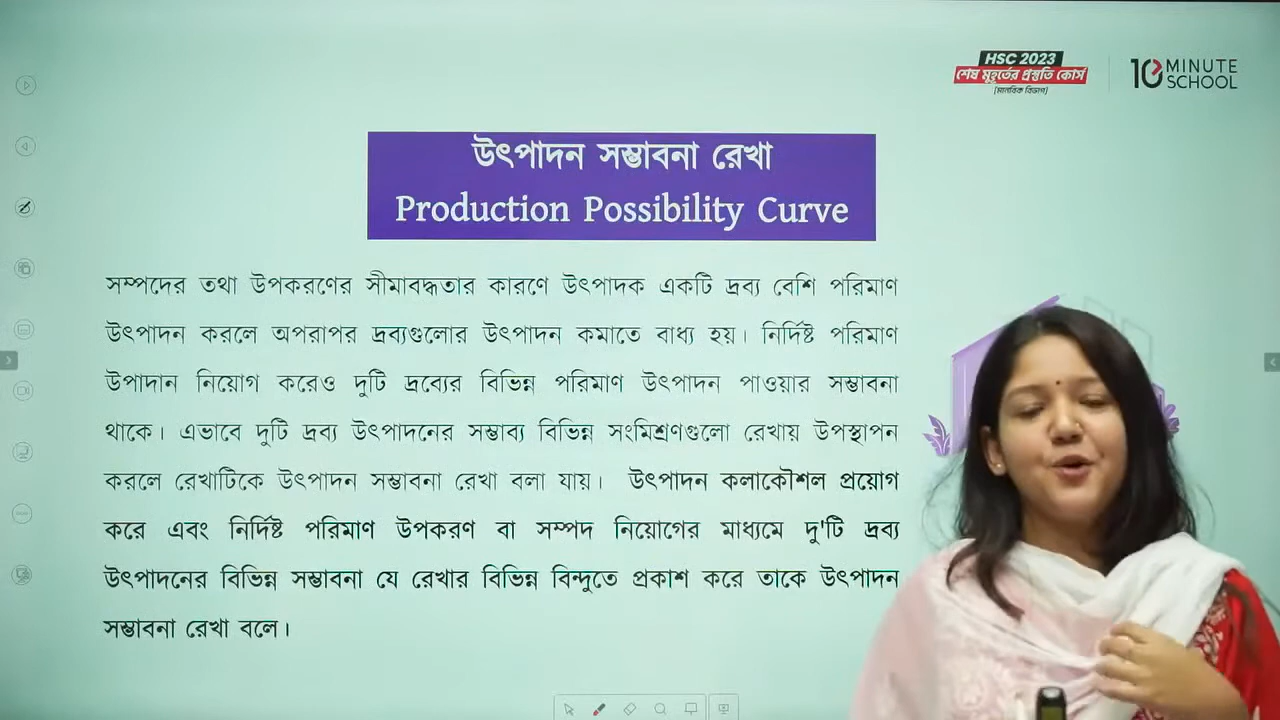 HSC 2023
শেষ মুহূর্তের প্রস্তুতি কোর্স
(মানবিক বিভাগ)
10 MINUTE SCHOOL
উৎপাদন সম্ভাবনা রেখা
Production Possibility Curve
সম্পদের তথা উপকরণের সীমাবদ্ধতার কারণে উৎপাদক একটি দ্রব্য বেশি পরিমাণ
উৎপাদন করলে অপরাপর দ্রব্যগুলোর উৎপাদন কমাতে বাধ্য হয়। নির্দিষ্ট পরিমাণ
উপাদান নিয়োগ করেও দুটি দ্রব্যের বিভিন্ন পরিমাণ উৎপাদন পাওয়ার সম্ভাবনা
থাকে। এভাবে দুটি দ্রব্য উৎপাদনের সম্ভাব্য বিভিন্ন সংমিশ্রণগুলো রেখায় উপস্থাপন
করলে রেখাটিকে উৎপাদন সম্ভাবনা রেখা বলা যায়। উৎপাদন কলাকৌশল প্রয়োগ
করে এবং নির্দিষ্ট পরিমাণ উপকরণ বা সম্পদ নিয়োগের মাধ্যমে দু'টি দ্রব্য
উৎপাদনের বিভিন্ন সম্ভাবনা যে রেখার বিভিন্ন বিন্দুতে প্রকাশ করে তাকে উৎপাদন
সম্ভাবনা রেখা বলে।